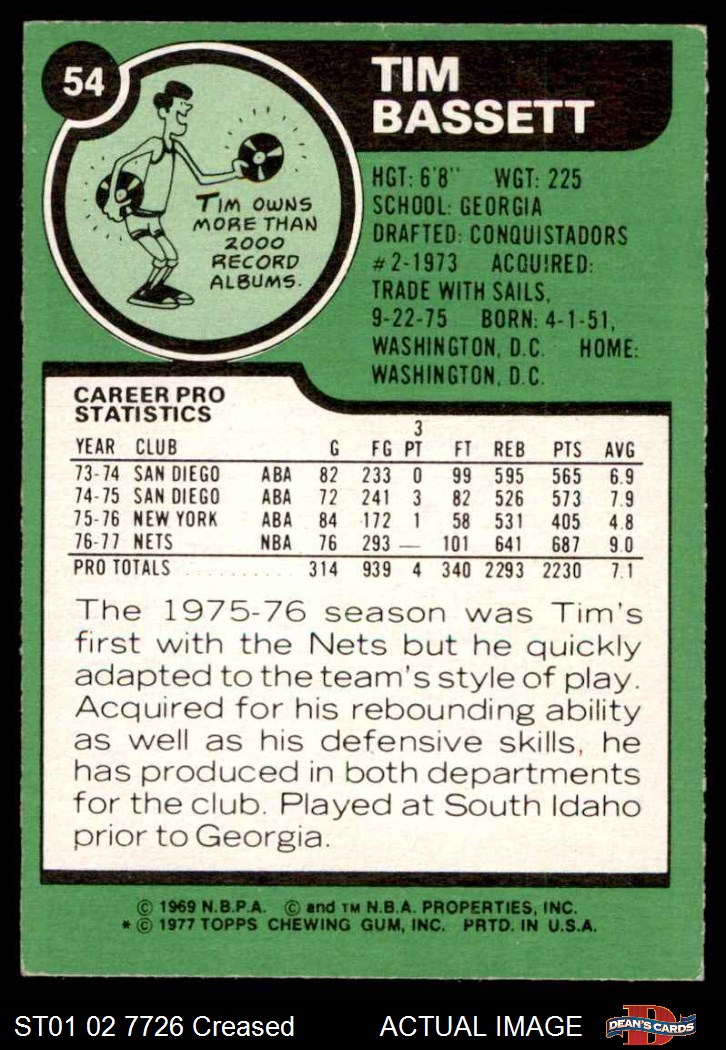 54
TIM
BASSETT
TIM OWNS
MORE THAN
2000
RECORD
ALBUMS.
HGT: 6'8" WGT: 225
SCHOOL: GEORGIA
DRAFTED: CONQUISTADORS
#2-1973 ACQUIRED:
TRADE WITH SAILS,
9-22-75 BORN: 4-1-51,
WASHINGTON, D.C. HOME:
WASHINGTON, D.C.
CAREER PRO
STATISTICS
YEAR CLUB G FG 3 PT FT REB PTS AVG
73-74 SAN DIEGO ABA 82 233 0 99 595 565 6.9
74-75 SAN DIEGO ABA 72 241 3 82 526 573 7.9
75-76 NEW YORK ABA 84 172 1 58 531 405 4.8
76-77 NETS NBA 76 293 — 101 641 687 9.0
PRO TOTALS .......... 314 939 4 340 2293 2230 7.1
The 1975-76 season was Tim's
first with the Nets but he quickly
adapted to the team's style of play.
Acquired for his rebounding ability
as well as his defensive skills, he
has produced in both departments
for the club. Played at South Idaho
prior to Georgia.
© 1969 N.B.P.A. © and TM N.B.A. PROPERTIES, INC.
* © 1977 TOPPS CHEWING GUM, INC. PRTD. IN U.S.A.
ST01 02 7726 Creased ACTUAL IMAGE DEAN'S CARDS